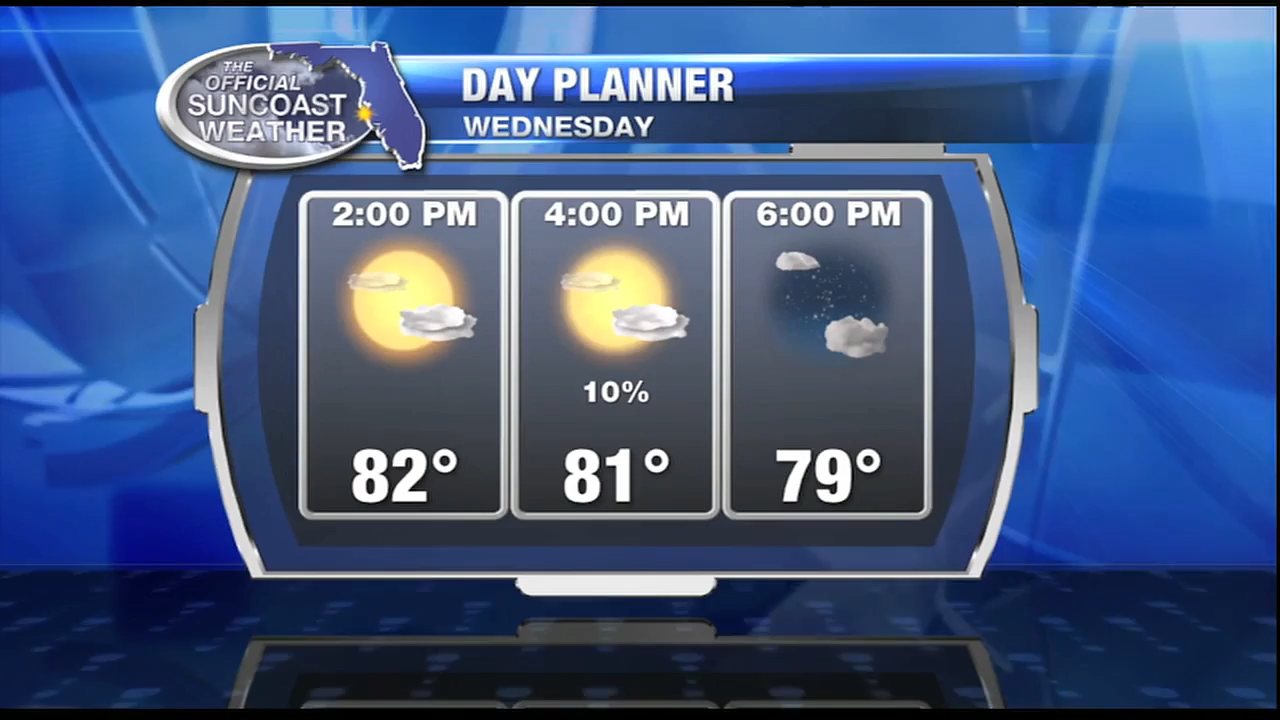 THE
OFFICIAL
SUNCOAST
WEATHER
DAY PLANNER
WEDNESDAY
2:00 PM
4:00 PM
6:00 PM
10%
82°
81°
79°